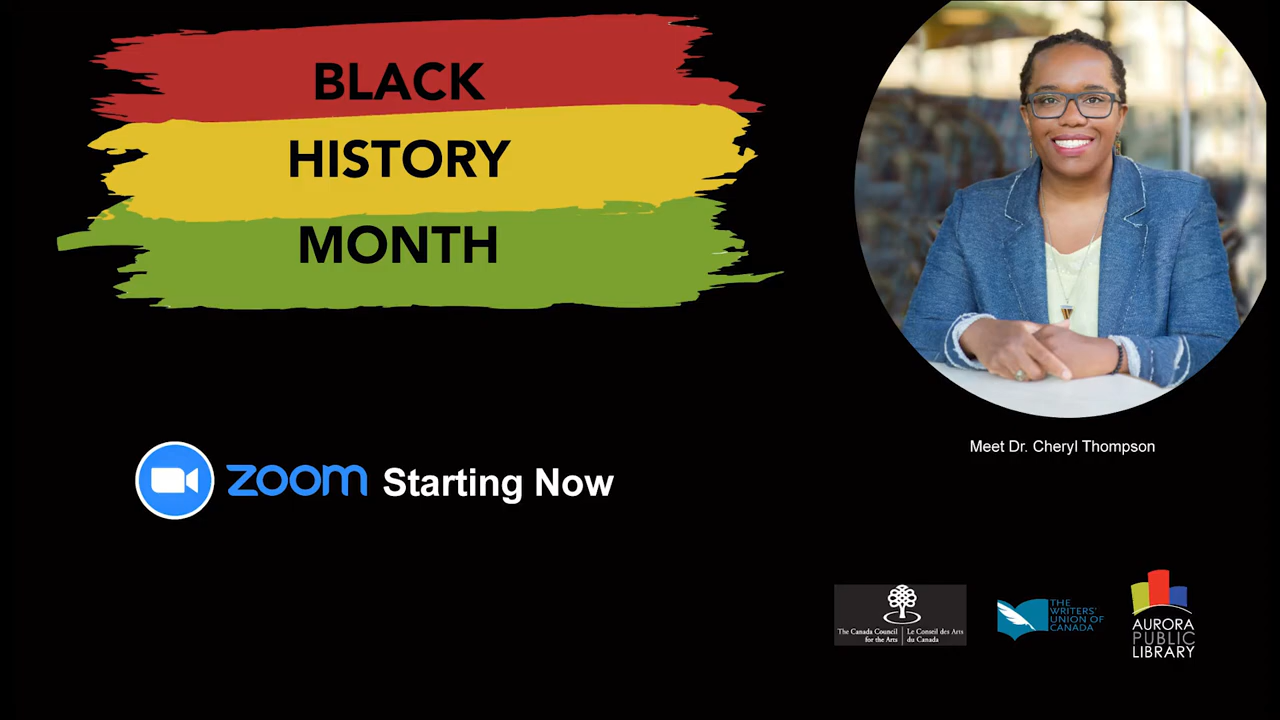 BLACK
HISTORY
MONTH
Meet Dr. Cheryl Thompson
zoom Starting Now
The Canada Council for the Arts
Le Conseil des Arts du Canada
THE
WRITERS'
UNION OF
CANADA
AURORA
PUBLIC
LIBRARY